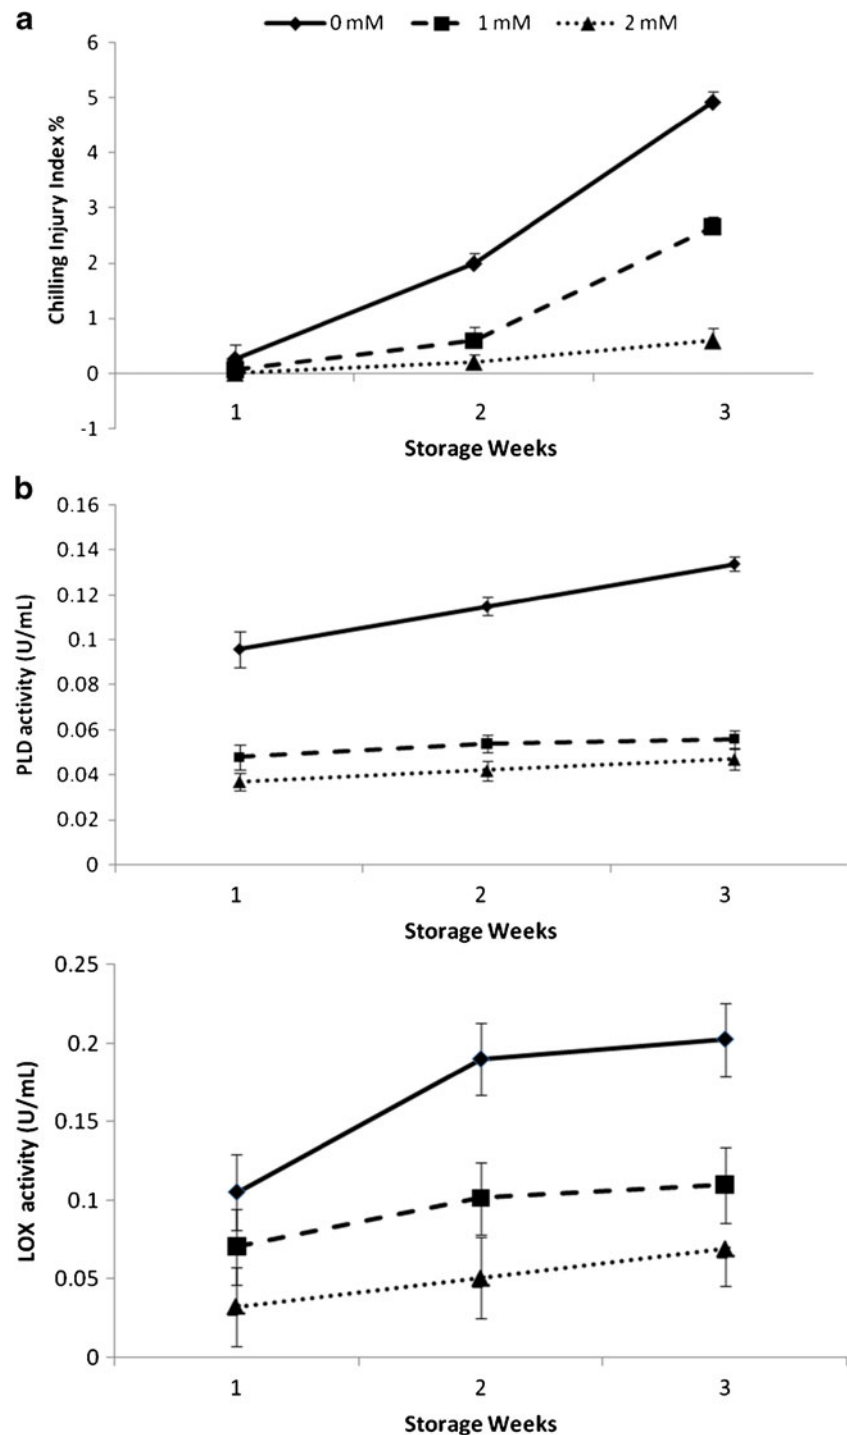 a
0 mM 1 mM 2 mM
6
5
4
3
2
1
0
-1
Chilling Injury Index %
1 2 3
Storage Weeks
b
0.16
0.14
0.12
0.1
0.08
0.06
0.04
0.02
0
PLD activity (U/mL)
1 2 3
Storage Weeks
0.25
0.2
0.15
0.1
0.05
0
LOX activity (U/mL)
1 2 3
Storage Weeks